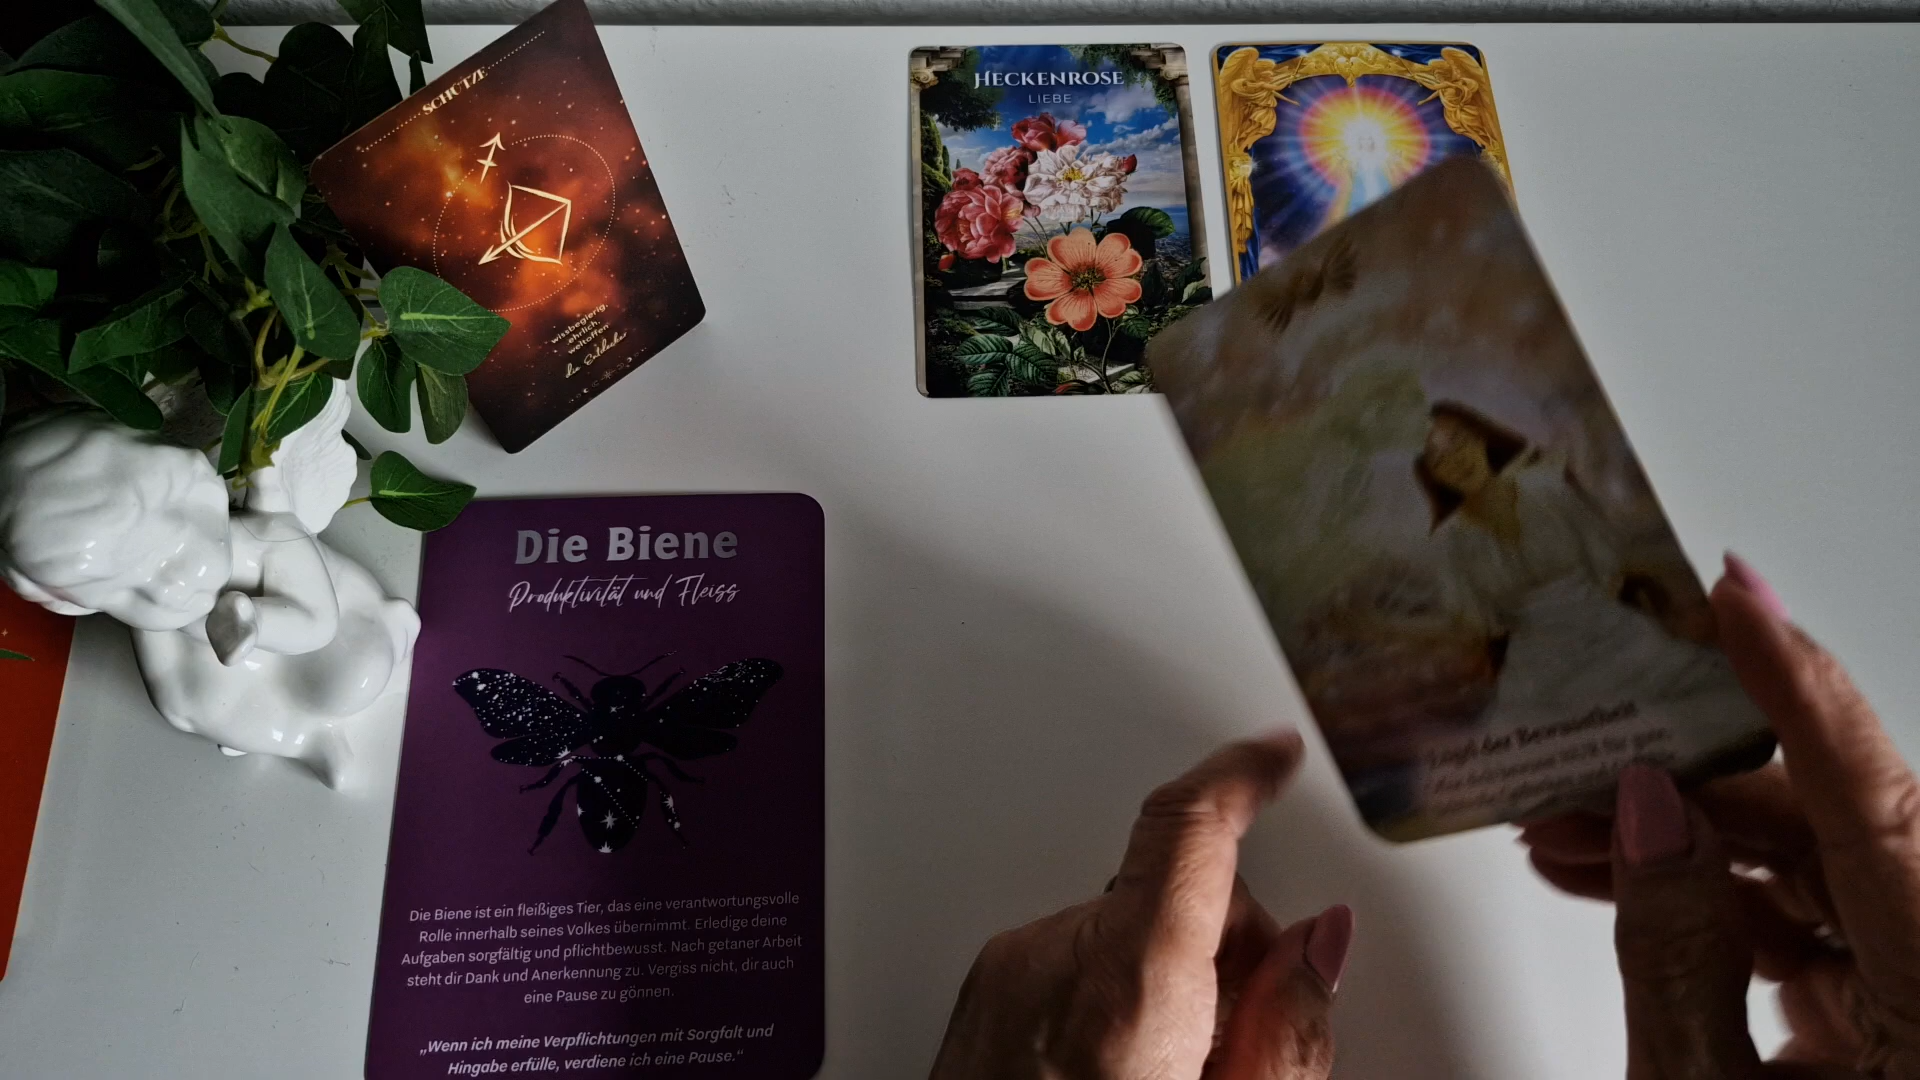 SCHÜTZE
wissbegierig,
ehrlich,
weltoffen
die Entdecker
HECKENROSE
LIEBE
Die Biene
Produktivität und Fleiss
Die Biene ist ein fleißiges Tier, das eine verantwortungsvolle
Rolle innerhalb seines Volkes übernimmt. Erledige deine
Aufgaben sorgfältig und pflichtbewusst. Nach getaner Arbeit
steht dir Dank und Anerkennung zu. Vergiss nicht, dir auch
eine Pause zu gönnen.
„Wenn ich meine Verpflichtungen mit Sorgfalt und
Hingabe erfülle, verdiene ich eine Pause.“